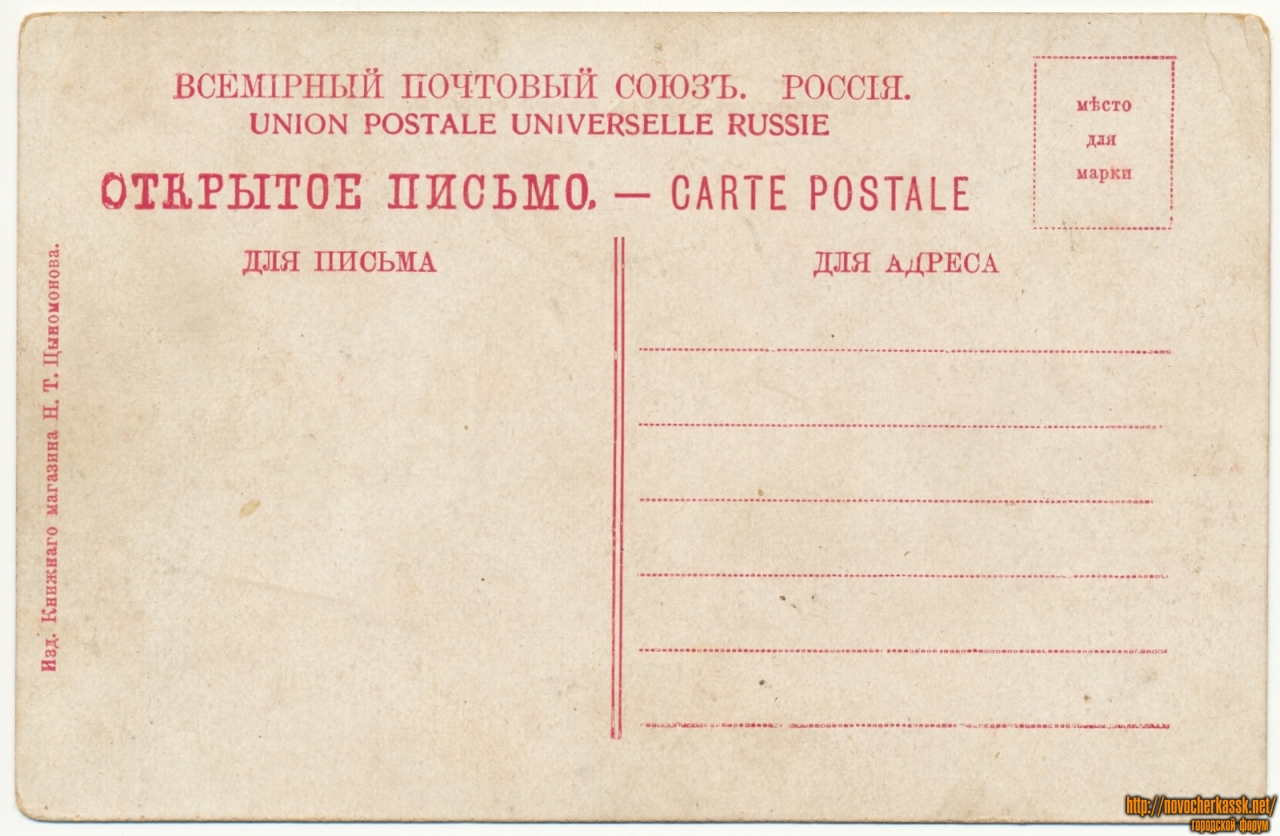 ВСЕМІРНЫЙ ПОЧТОВЫЙ СОЮЗЪ. РОССІЯ.
UNION POSTALE UNIVERSELLE RUSSIE
ОТКРЫТОЕ ПИСЬМО. — CARTE POSTALE
мѣсто
для
марки
ДЛЯ ПИСЬМА
ДЛЯ АДРЕСА
Изд. Книжнаго магазина Н. Т. Цыномонова.
http://novocherkassk.net/
городской форум